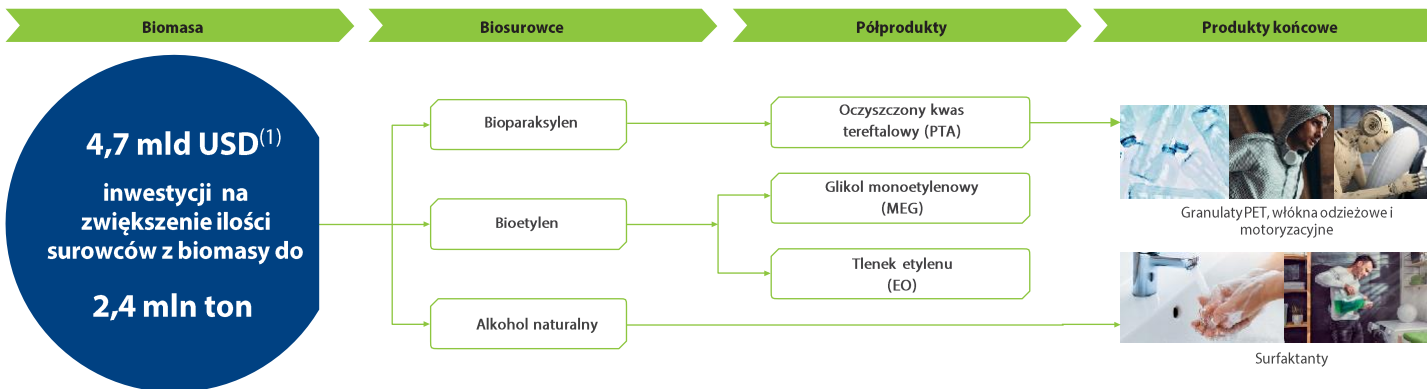 Biomasa
Biosurowce
Półprodukty
Produkty końcowe
4,7 mld USD(1)
inwestycji na
zwiększenie ilości
surowców z biomasy do
2,4 mln ton
Bioparaksylen
Bioetylen
Alkohol naturalny
Oczyszczony kwas
tereftalowy (PTA)
Glikol monoetylenowy
(MEG)
Tlenek etylenu
(EO)
Granulaty PET, włókna odzieżowe i
motoryzacyjne
Surfaktanty